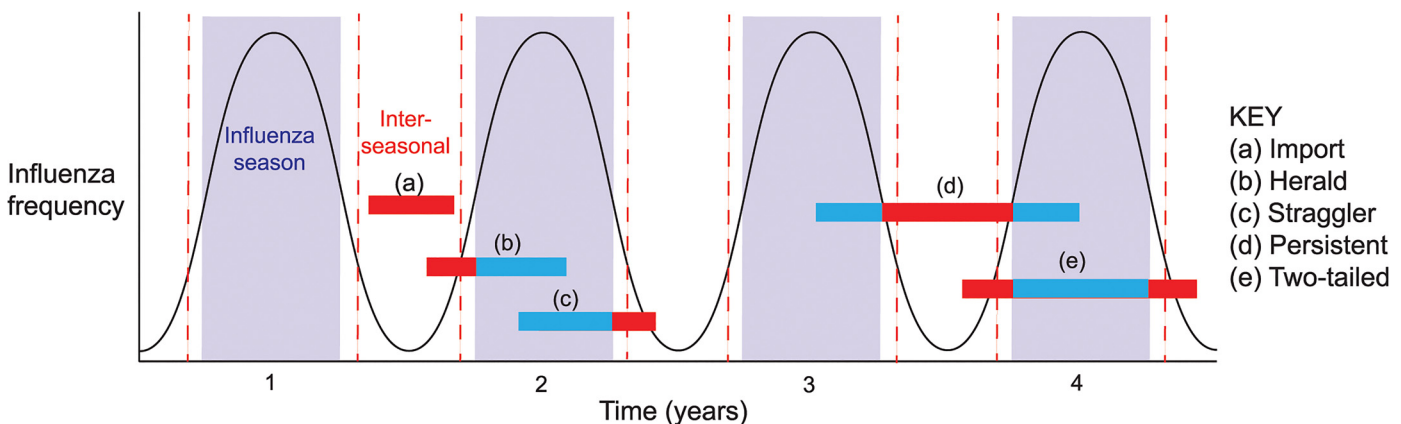 Influenza
frequency
Influenza
season
Inter-
seasonal
(a)
(b)
(c)
(d)
(e)
KEY
(a) Import
(b) Herald
(c) Straggler
(d) Persistent
(e) Two-tailed
1
2
3
4
Time (years)